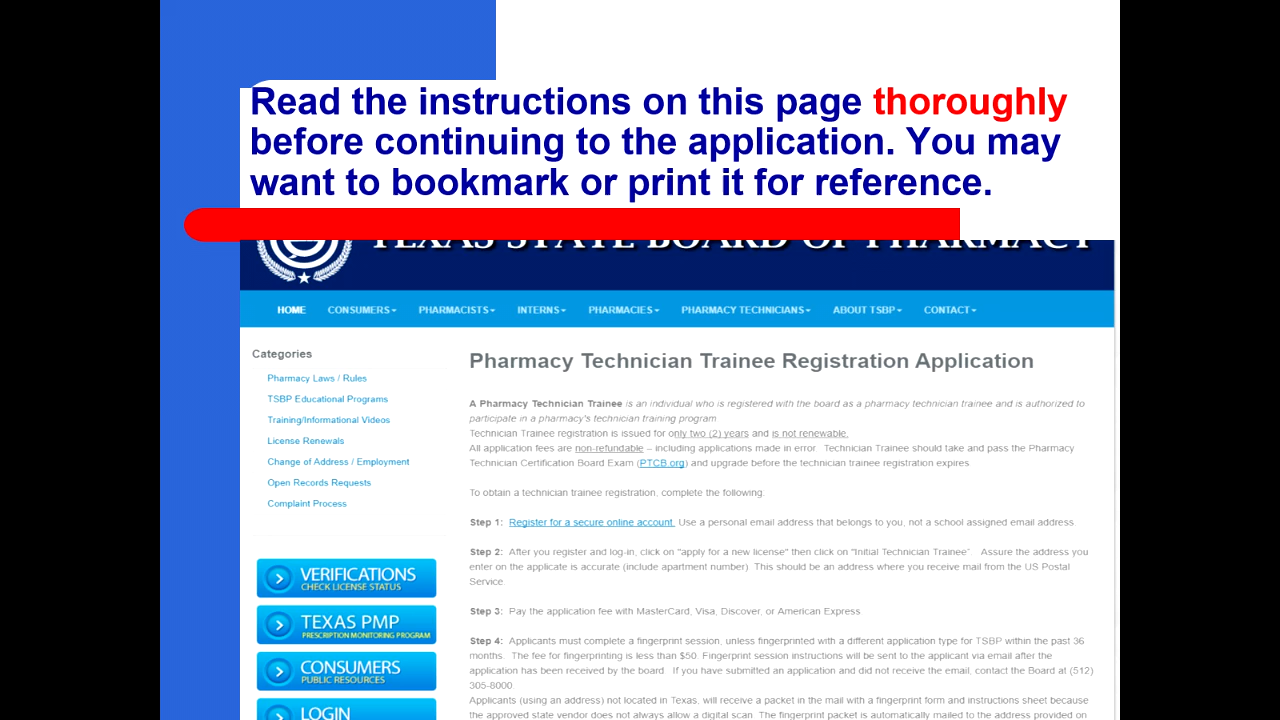 Read the instructions on this page thoroughly
before continuing to the application. You may
want to bookmark or print it for reference.
TEXAS STATE BOARD OF PHARMACY
HOME CONSUMERS PHARMACISTS INTERNS PHARMACIES PHARMACY TECHNICIANS ABOUT TSBP CONTACT
Categories
Pharmacy Laws / Rules
TSBP Educational Programs
Training/Informational Videos
License Renewals
Change of Address / Employment
Open Records Requests
Complaint Process
VERIFICATIONS
CHECK LICENSE STATUS
TEXAS PMP
PRESCRIPTION MONITORING PROGRAM
CONSUMERS
PUBLIC RESOURCES
LOGIN
Pharmacy Technician Trainee Registration Application
A Pharmacy Technician Trainee is an individual who is registered with the board as a pharmacy technician trainee and is authorized to
participate in a pharmacy's technician training program
Technician Trainee registration is issued for only two (2) years and is not renewable.
All application fees are non-refundable – including applications made in error. Technician Trainee should take and pass the Pharmacy
Technician Certification Board Exam (PTCB.org) and upgrade before the technician trainee registration expires
To obtain a technician trainee registration, complete the following:
Step 1: Register for a secure online account. Use a personal email address that belongs to you, not a school assigned email address.
Step 2: After you register and log-in, click on "apply for a new license" then click on "Initial Technician Trainee". Assure the address you
enter on the applicate is accurate (include apartment number). This should be an address where you receive mail from the US Postal
Service.
Step 3: Pay the application fee with MasterCard, Visa, Discover, or American Express
Step 4: Applicants must complete a fingerprint session, unless fingerprinted with a different application type for TSBP within the past 36
months. The fee for fingerprinting is less than $50. Fingerprint session instructions will be sent to the applicant via email after the
application has been received by the board. If you have submitted an application and did not receive the email, contact the Board at (512)
305-8000.
Applicants (using an address) not located in Texas, will receive a packet in the mail with a fingerprint form and instructions sheet because
the approved state vendor does not always allow a digital scan. The fingerprint packet is automatically mailed to the address provided on